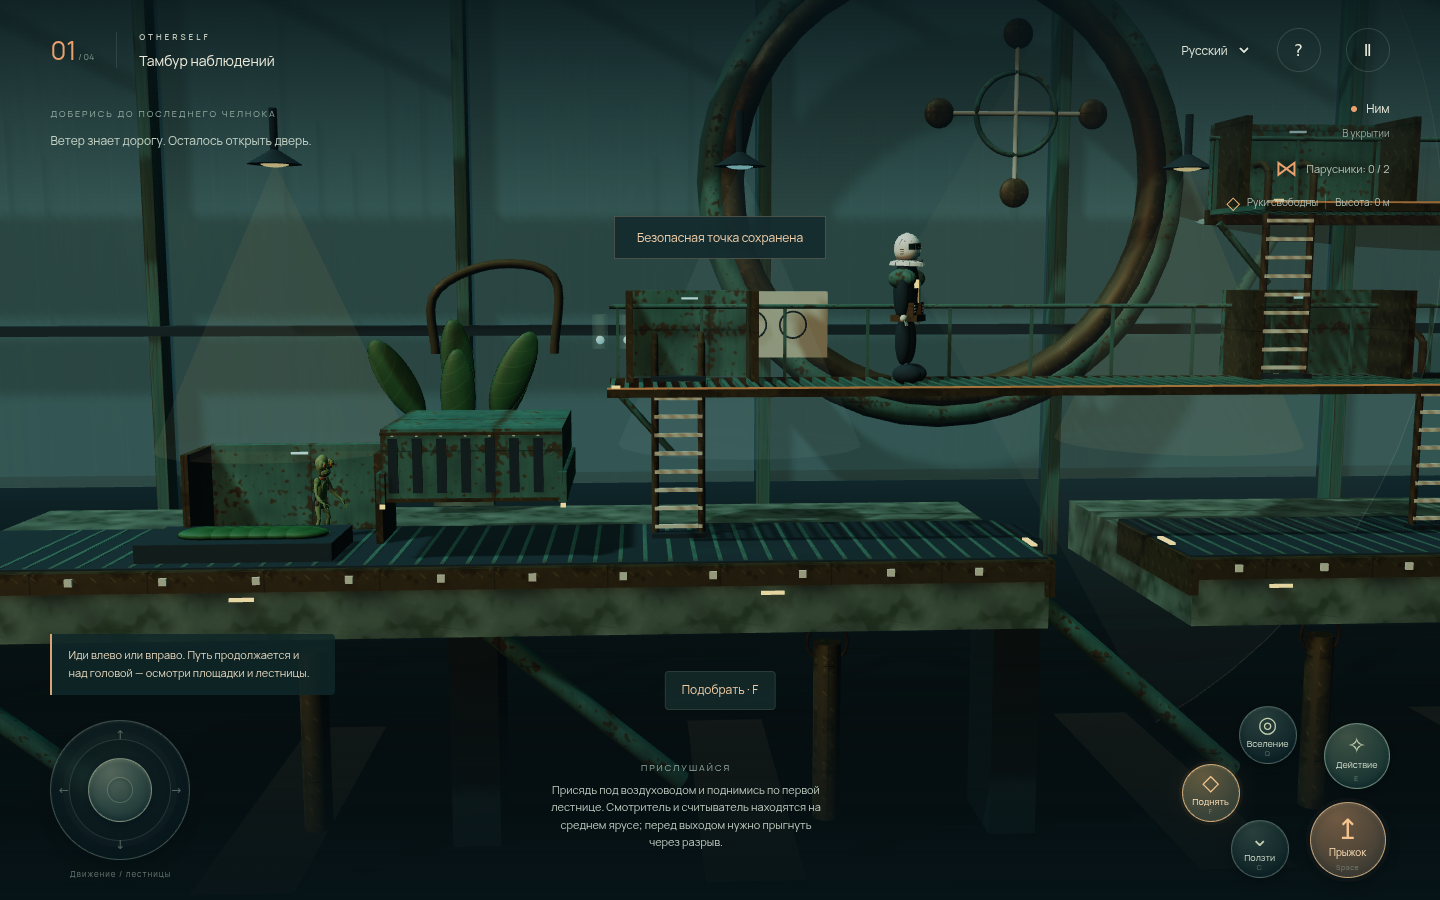 01 / 04
OTHERSELF
Тамбур наблюдений
Русский
?
ДОБЕРИСЬ ДО ПОСЛЕДНЕГО ЧЕЛНОКА
Ветер знает дорогу. Осталось открыть дверь.
Ним
В укрытии
Парусники: 0 / 2
Руки свободны
Высота: 0 м
Безопасная точка сохранена
Иди влево или вправо. Путь продолжается и
над головой — осмотри площадки и лестницы.
Подобрать · F
Движение / лестницы
ПРИСЛУШАЙСЯ
Присядь под воздуховодом и поднимись по первой
лестнице. Смотритель и считыватель находятся на
среднем ярусе; перед выходом нужно прыгнуть
через разрыв.
Вселение
Q
Действие
E
Поднять
F
Ползти
C
Прыжок
Space